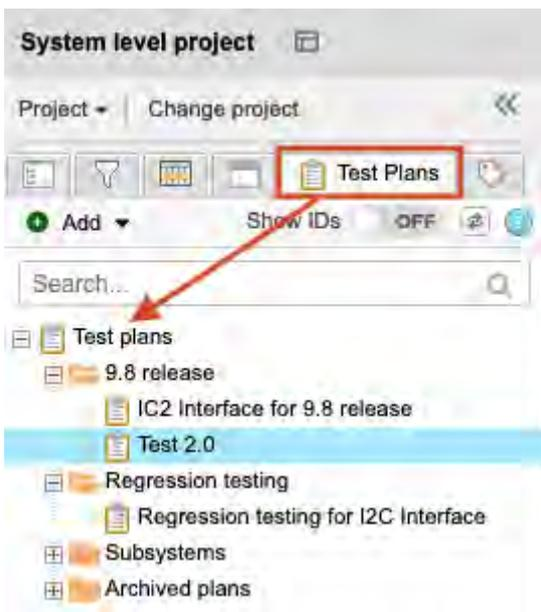 System level project
Project Change project
Test Plans
Add Show IDs OFF
Search...
Test plans
9.8 release
IC2 Interface for 9.8 release
Test 2.0
Regression testing
Regression testing for I2C Interface
Subsystems
Archived plans